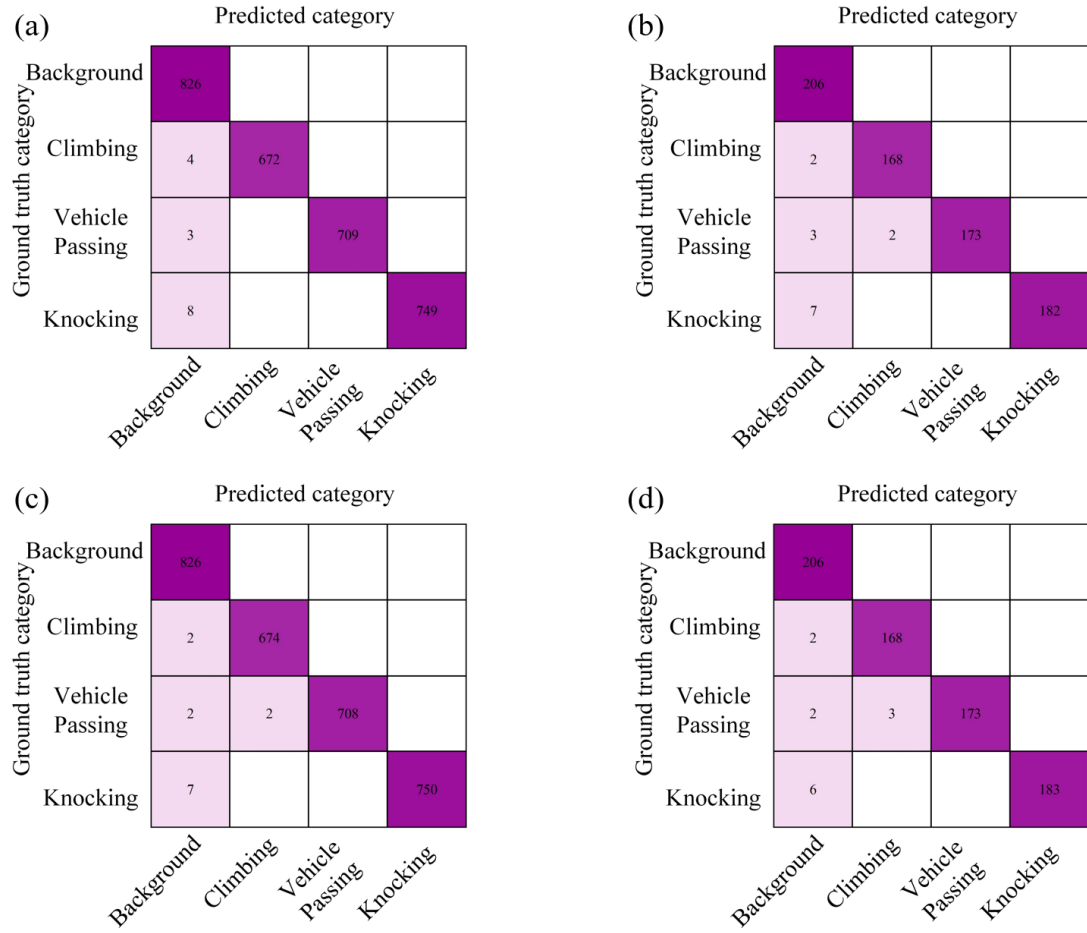 (a)
Predicted category
Ground truth category
Background
826
Climbing
4 672
Vehicle
Passing
3 709
Knocking
8 749
Background
Climbing
Vehicle
Passing
Knocking
(b)
Predicted category
Ground truth category
Background
206
Climbing
2 168
Vehicle
Passing
3 2 173
Knocking
7 182
Background
Climbing
Vehicle
Passing
Knocking
(c)
Predicted category
Ground truth category
Background
826
Climbing
2 674
Vehicle
Passing
2 2 708
Knocking
7 750
Background
Climbing
Vehicle
Passing
Knocking
(d)
Predicted category
Ground truth category
Background
206
Climbing
2 168
Vehicle
Passing
2 3 173
Knocking
6 183
Background
Climbing
Vehicle
Passing
Knocking